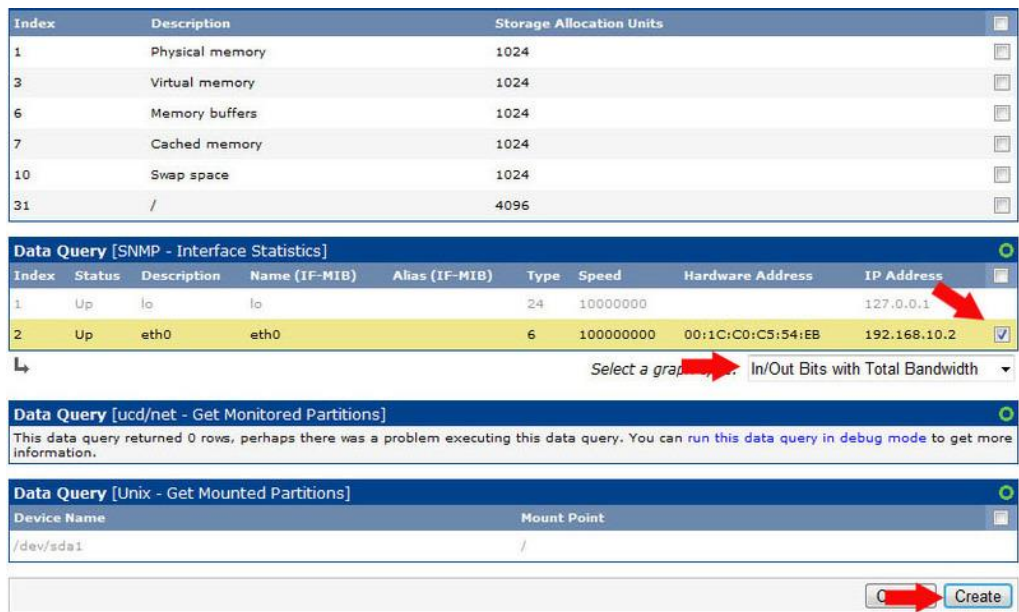 Index Description Storage Allocation Units
1 Physical memory 1024
3 Virtual memory 1024
6 Memory buffers 1024
7 Cached memory 1024
10 Swap space 1024
31 / 4096
Data Query [SNMP - Interface Statistics]
Index Status Description Name (IF-MIB) Alias (IF-MIB) Type Speed Hardware Address IP Address
1 Up lo lo 24 10000000 127.0.0.1
2 Up eth0 eth0 6 100000000 00:1C:C0:C5:54:EB 192.168.10.2
Select a In/Out Bits with Total Bandwidth
Data Query [ucd/net - Get Monitored Partitions]
This data query returned 0 rows, perhaps there was a problem executing this data query. You can run this data query in debug mode to get more
information.
Data Query [Unix - Get Mounted Partitions]
Device Name Mount Point
/dev/sda1 /
Create